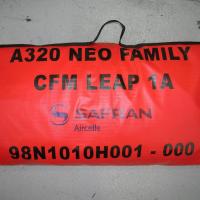 A320 NEO FAMILY
CFM LEAP 1A
SAFRAN
Aircelle
98N1010H001 - 000